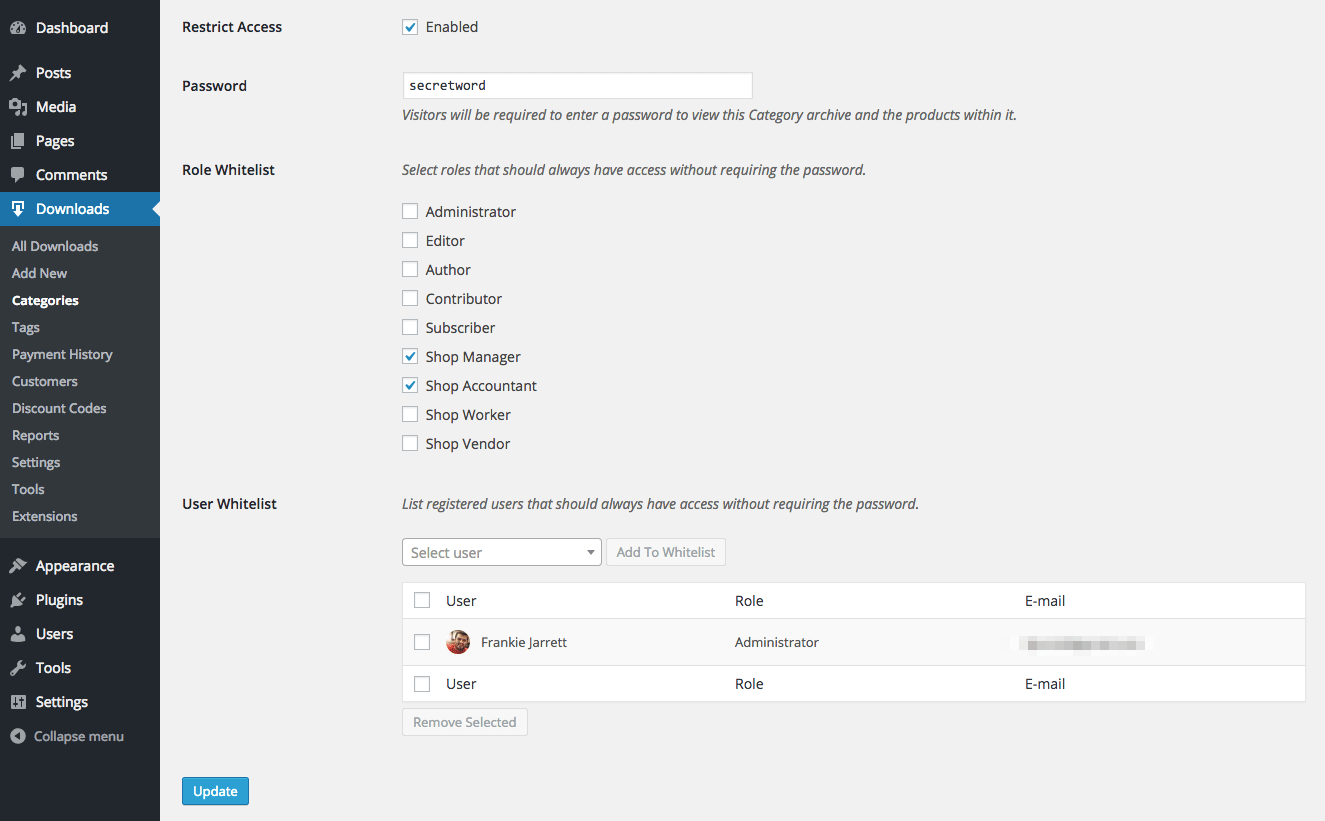 Dashboard
Posts
Media
Pages
Comments
Downloads
All Downloads
Add New
Categories
Tags
Payment History
Customers
Discount Codes
Reports
Settings
Tools
Extensions
Appearance
Plugins
Users
Tools
Settings
Collapse menu
Restrict Access
Enabled
Password
secretword
Visitors will be required to enter a password to view this Category archive and the products within it.
Role Whitelist
Select roles that should always have access without requiring the password.
Administrator
Editor
Author
Contributor
Subscriber
Shop Manager
Shop Accountant
Shop Worker
Shop Vendor
User Whitelist
List registered users that should always have access without requiring the password.
Select user Add To Whitelist
User Role E-mail
Frankie Jarrett Administrator
User Role E-mail
Remove Selected
Update